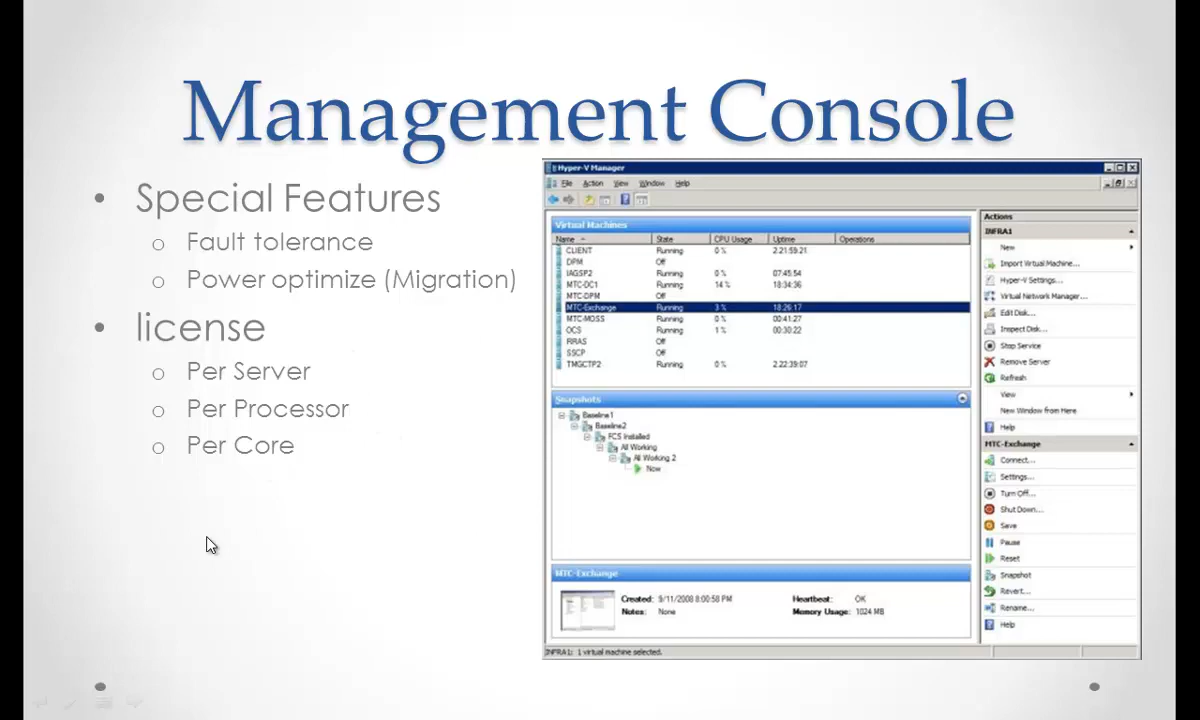 Management Console
• Special Features
o Fault tolerance
o Power optimize (Migration)
• license
o Per Server
o Per Processor
o Per Core
Hyper-V Manager
File Action View Window Help
Virtual Machines
Name State CPU Usage Uptime Operations
CLIENT Running 0 % 2.21:59:21
DPM Off
IAGSP2 Running 0 % 07:45:54
MTC-DC1 Running 14 % 18:34:36
MTC-DPM Off
MTC-Exchange Running 3 % 18:26:17
MTC-MOSS Running 0 % 00:41:27
OCS Running 1 % 00:30:22
RRAS Off
SSCP Off
TMGCTP2 Running 0 % 2.22:39:07
Snapshots
Baseline1
Baseline2
FCS Installed
All Working
All Working 2
Now
MTC-Exchange
Created: 9/11/2008 8:00:58 PM Heartbeat: OK
Notes: None Memory Usage: 1024 MB
INFRA1: 1 virtual machine selected.
Actions
INFRA1
New
Import Virtual Machine...
Hyper-V Settings...
Virtual Network Manager...
Edit Disk...
Inspect Disk...
Stop Service
Remove Server
Refresh
View
New Window from Here
Help
MTC-Exchange
Connect...
Settings...
Turn Off...
Shut Down...
Save
Pause
Reset
Snapshot
Revert...
Rename...
Help